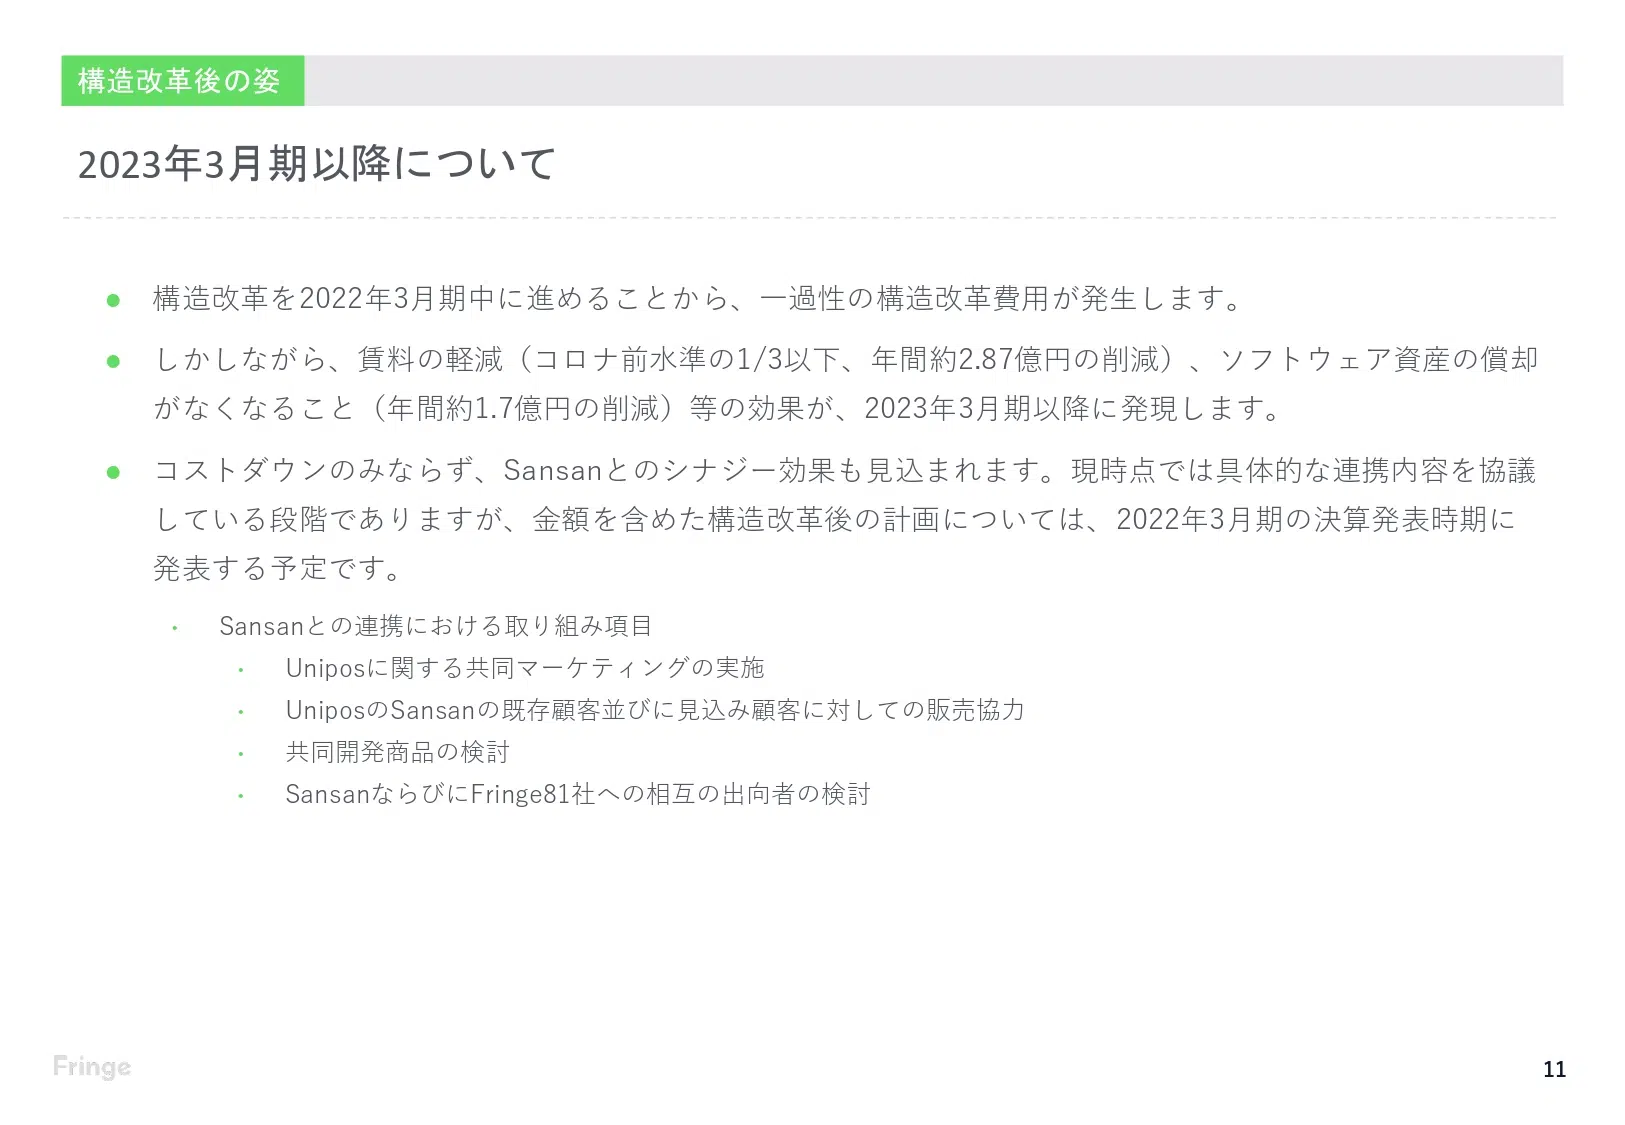 構造改革後の姿
2023年3月期以降について
● 構造改革を2022年3月期中に進めることから、一過性の構造改革費用が発生します。
● しかしながら、賃料の軽減（コロナ前水準の1/3以下、年間約2.87億円の削減）、ソフトウェア資産の償却
がなくなること（年間約1.7億円の削減）等の効果が、2023年3月期以降に発現します。
● コストダウンのみならず、Sansanとのシナジー効果も見込まれます。現時点では具体的な連携内容を協議
している段階でありますが、金額を含めた構造改革後の計画については、2022年3月期の決算発表時期に
発表する予定です。
・ Sansanとの連携における取り組み項目
・ Uniposに関する共同マーケティングの実施
・ UniposのSansanの既存顧客並びに見込み顧客に対しての販売協力
・ 共同開発商品の検討
・ SansanならびにFringe81社への相互の出向者の検討
Fringe
11